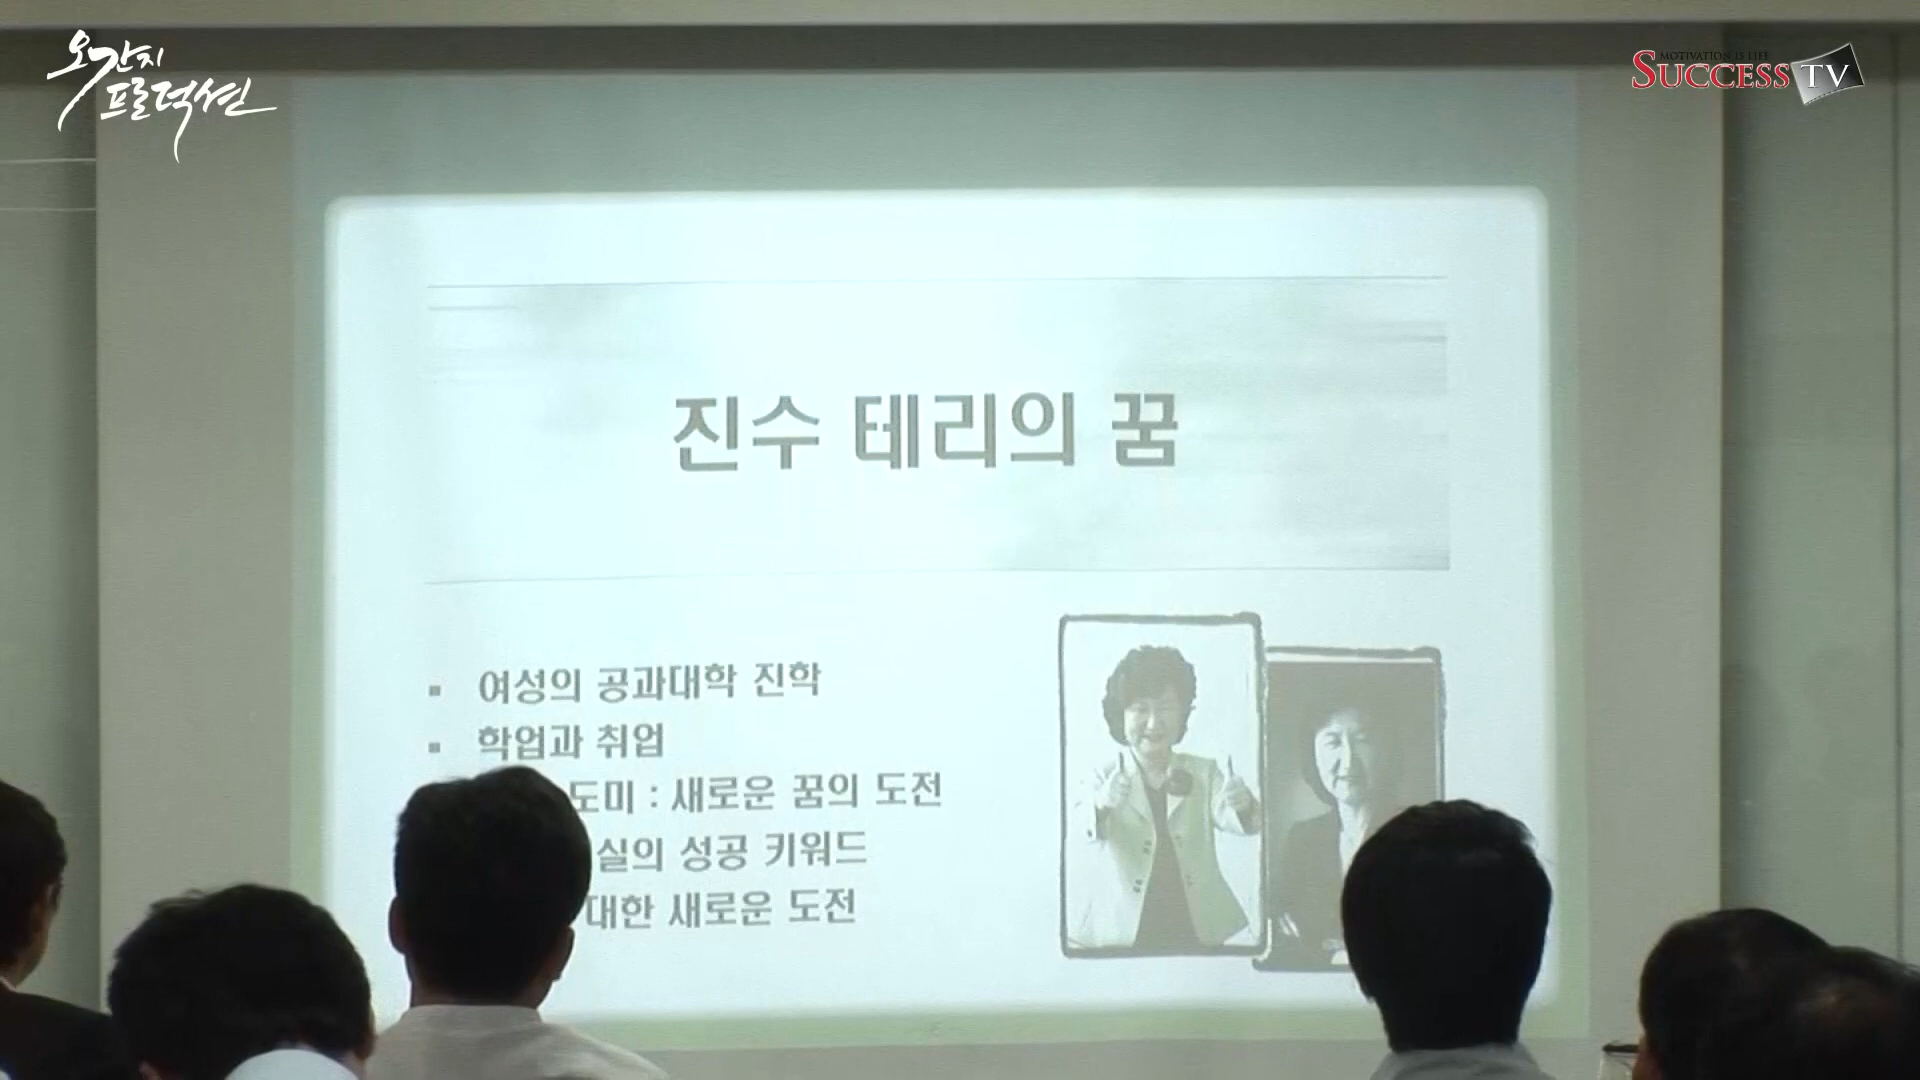 오간지
프로덕션
MOTIVATION IS LIFE
SUCCESS TV
진수 테리의 꿈
여성의 공과대학 진학
학업과 취업
도미 : 새로운 꿈의 도전
실의 성공 키워드
대한 새로운 도전